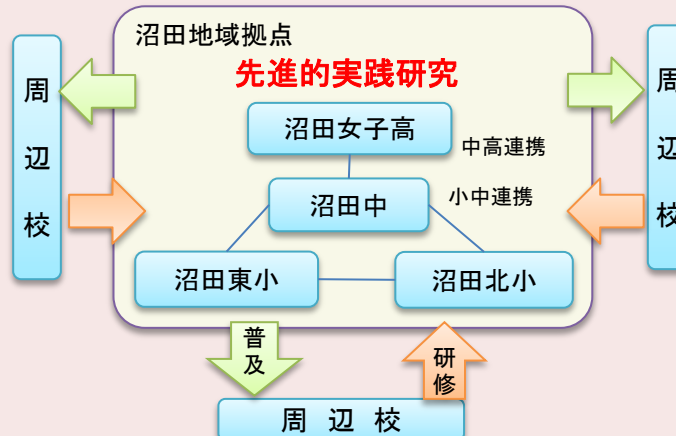 沼田地域拠点
先進的実践研究
沼田女子高
中高連携
沼田中
小中連携
沼田東小
沼田北小
周辺校
周辺校
普及
研修
周辺校